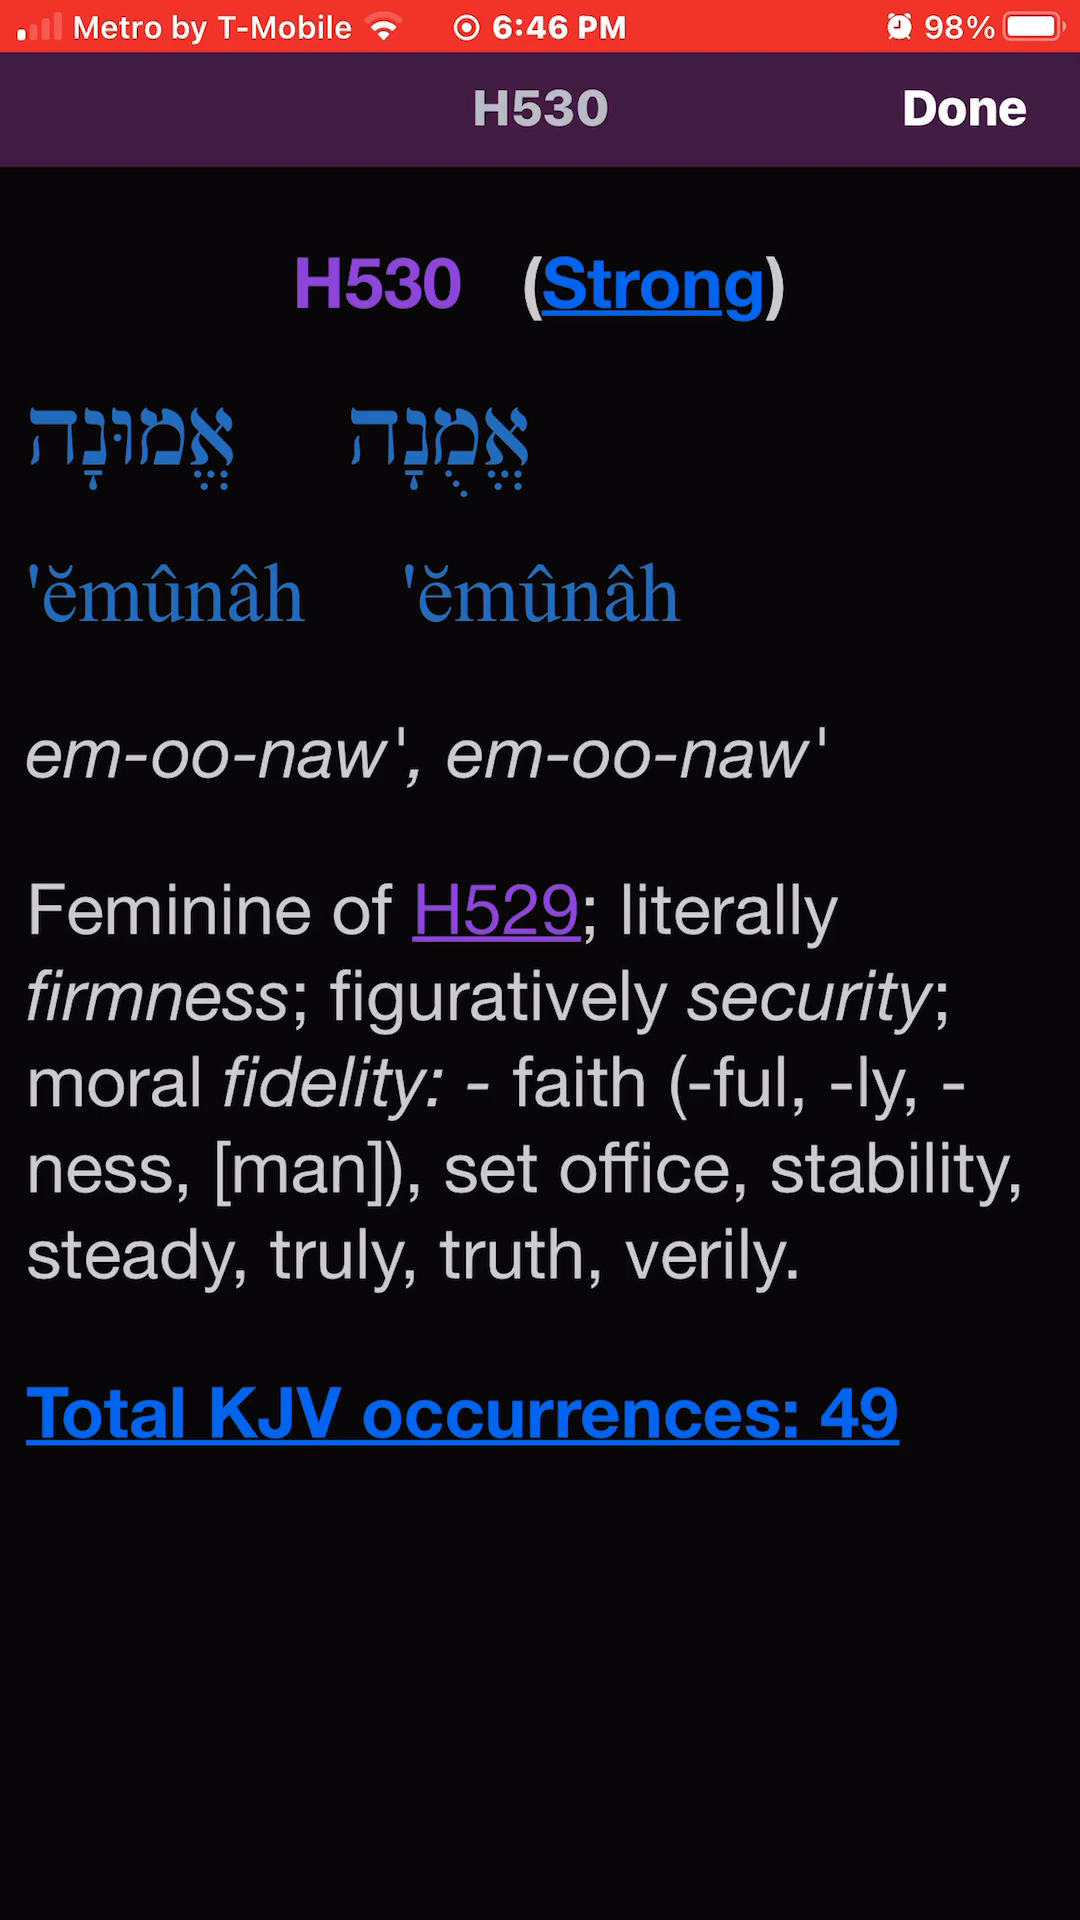 Metro by T-Mobile 6:46 PM 98%
H530 Done
H530 (Strong)
אֱמוּנָה אֱמֻנָה
'ĕmûnâh 'ĕmûnâh
em-oo-naw', em-oo-naw'
Feminine of H529; literally
firmness; figuratively security;
moral fidelity: - faith (-ful, -ly, -
ness, [man]), set office, stability,
steady, truly, truth, verily.
Total KJV occurrences: 49